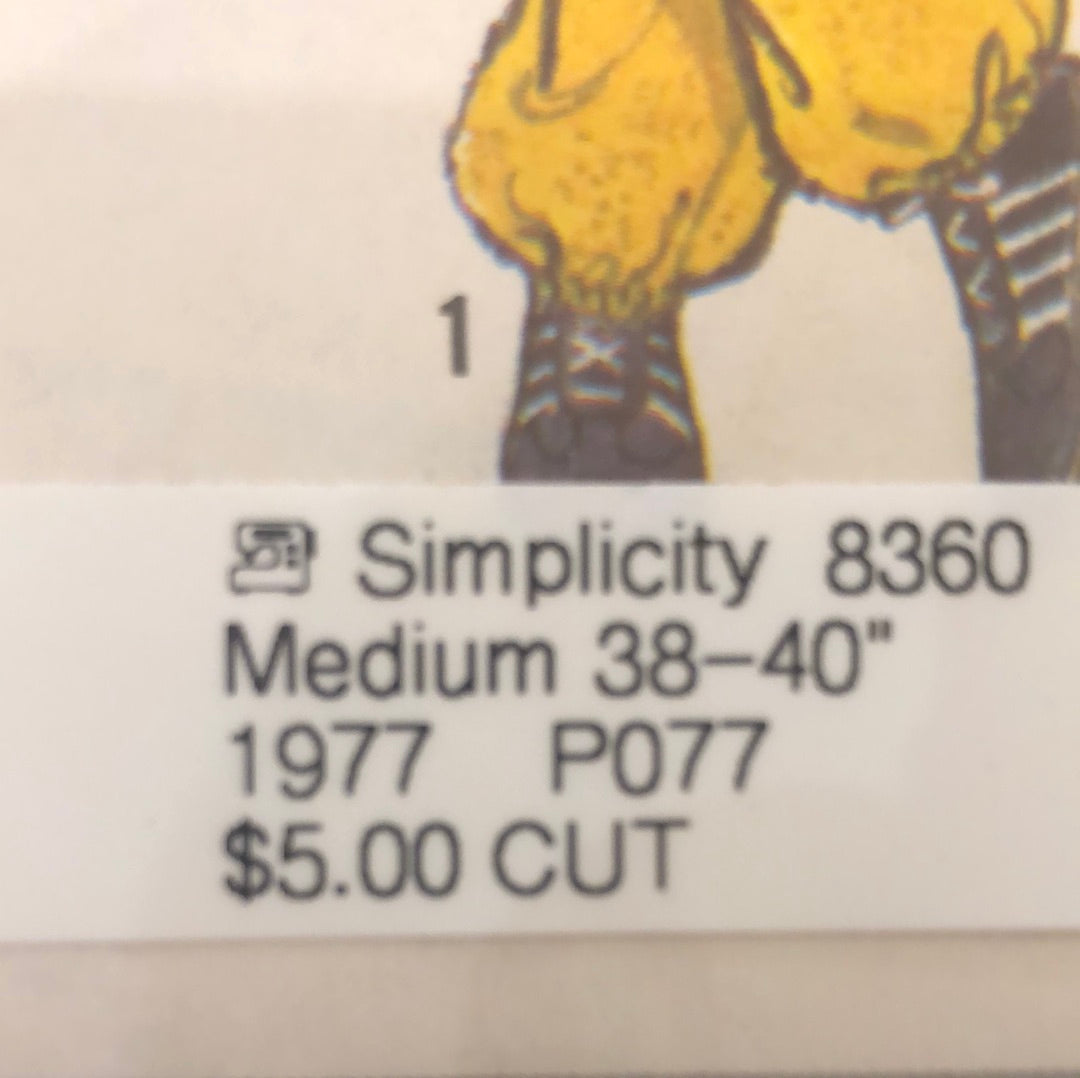 1
Simplicity 8360
Medium 38-40"
1977 P077
$5.00 CUT